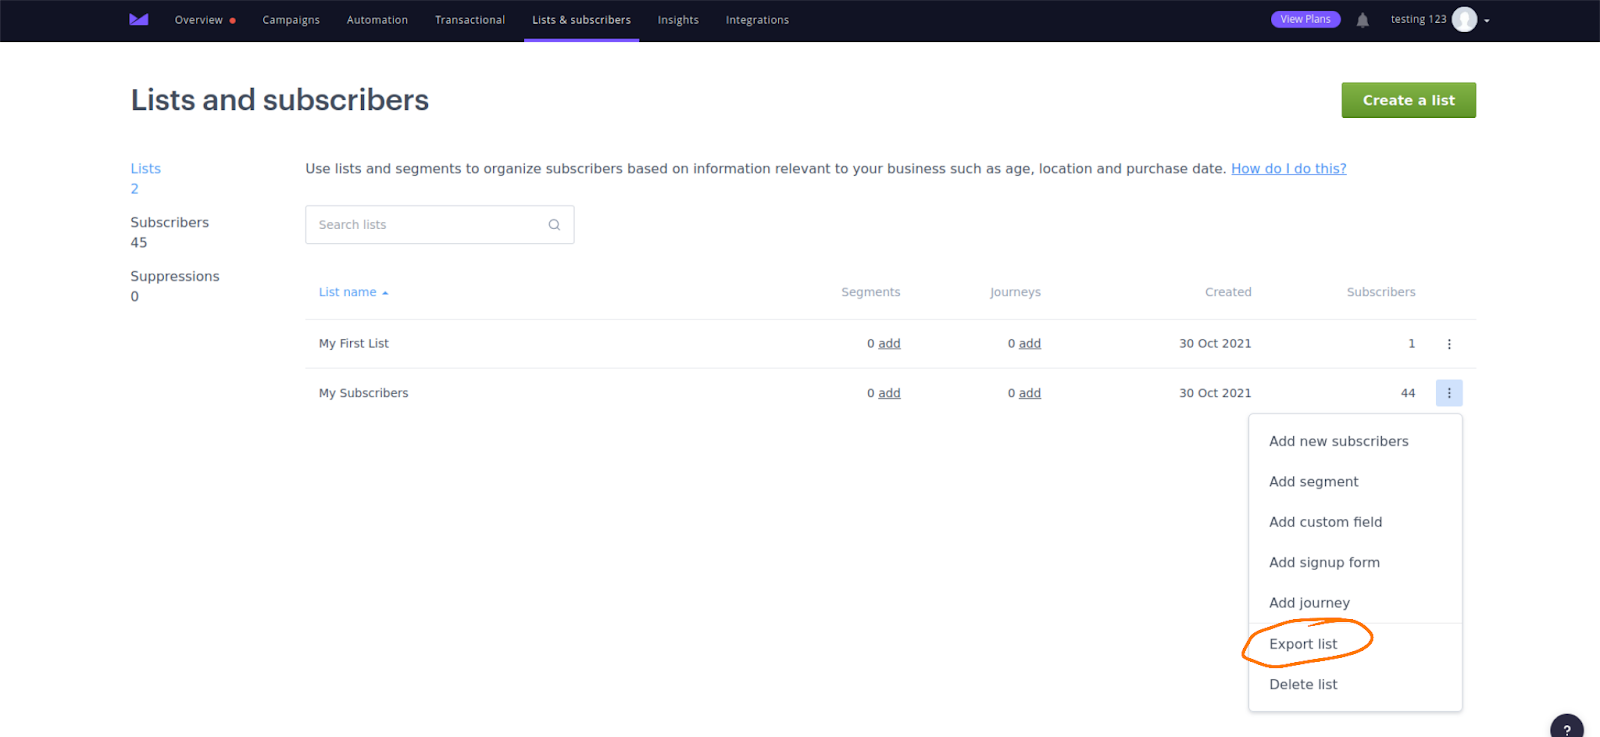 Overview Campaigns Automation Transactional Lists & subscribers Insights Integrations View Plans testing 123
Lists and subscribers
Create a list
Lists
2
Subscribers
45
Suppressions
0
Use lists and segments to organize subscribers based on information relevant to your business such as age, location and purchase date. How do I do this?
Search lists
List name Segments Journeys Created Subscribers
My First List 0 add 0 add 30 Oct 2021 1
My Subscribers 0 add 0 add 30 Oct 2021 44
Add new subscribers
Add segment
Add custom field
Add signup form
Add journey
Export list
Delete list
?